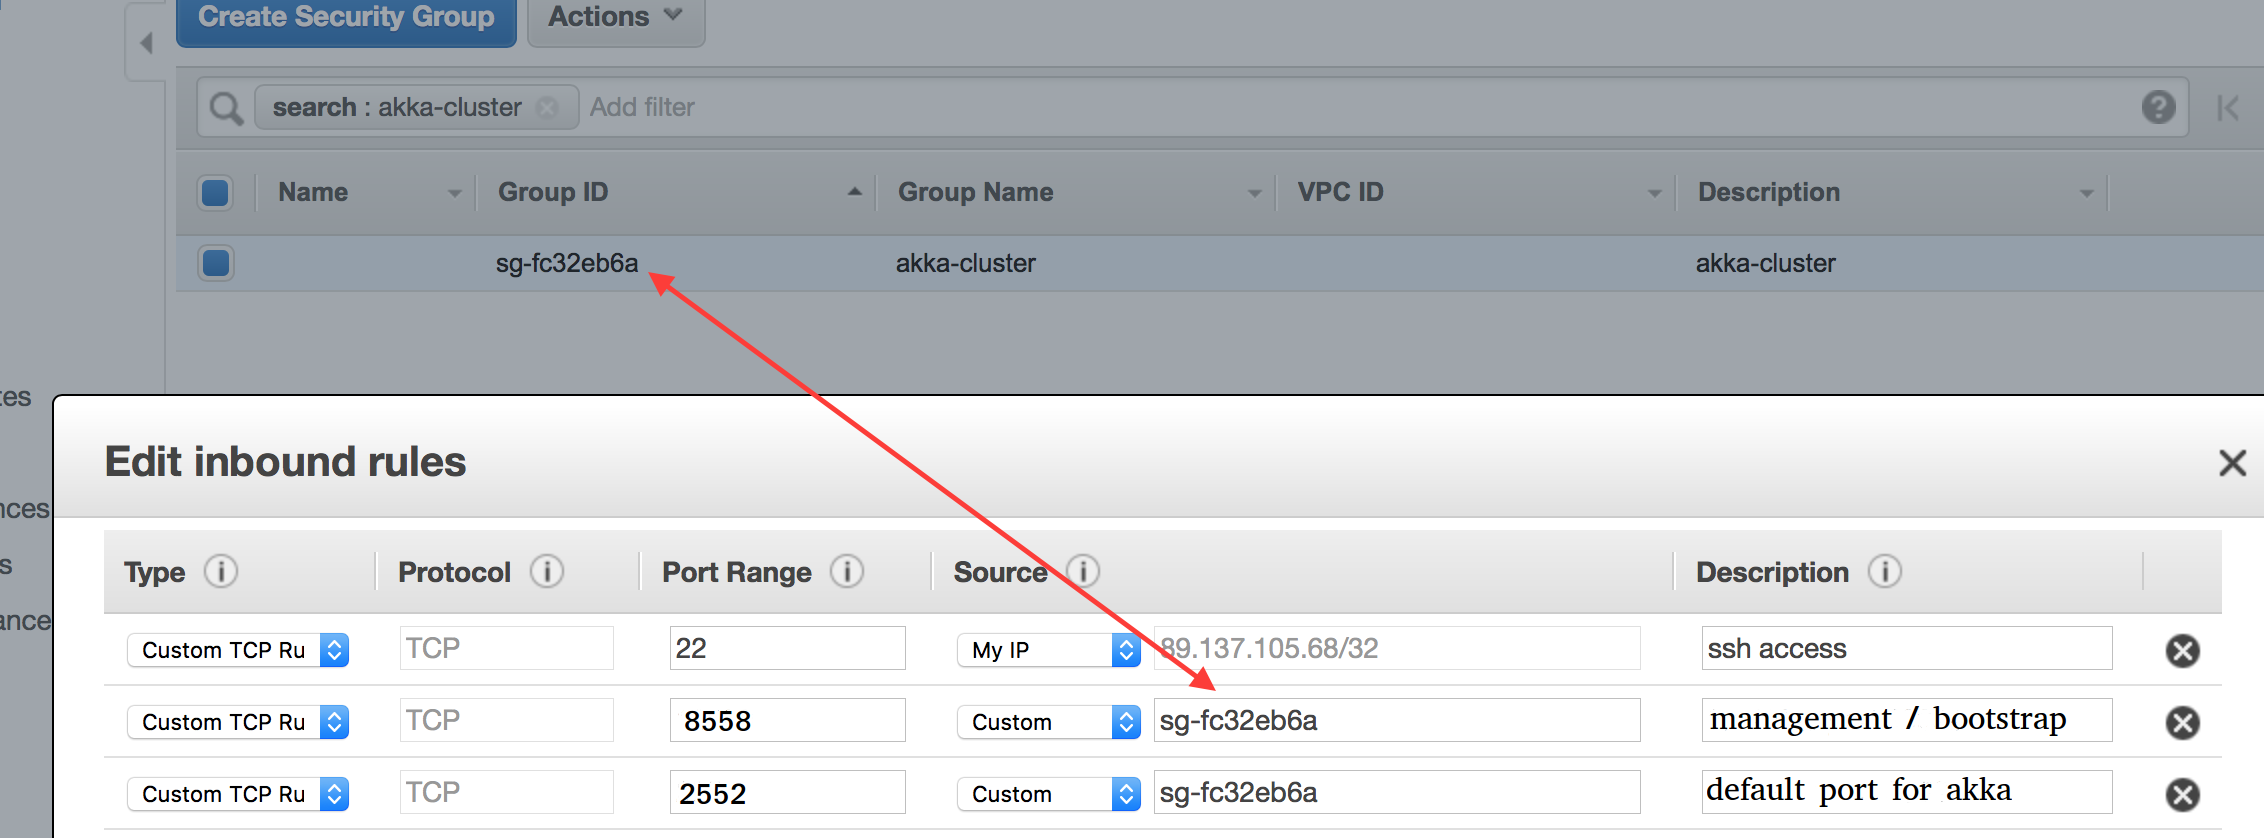 Create Security Group Actions
search : akka-cluster Add filter
Name Group ID Group Name VPC ID Description
sg-fc32eb6a akka-cluster akka-cluster
tes
Edit inbound rules
nces
Type Protocol Port Range Source Description
s
ance
Custom TCP Ru TCP 22 My IP 89.137.105.68/32 ssh access
Custom TCP Ru TCP 8558 Custom sg-fc32eb6a management / bootstrap
Custom TCP Ru TCP 2552 Custom sg-fc32eb6a default port for akka